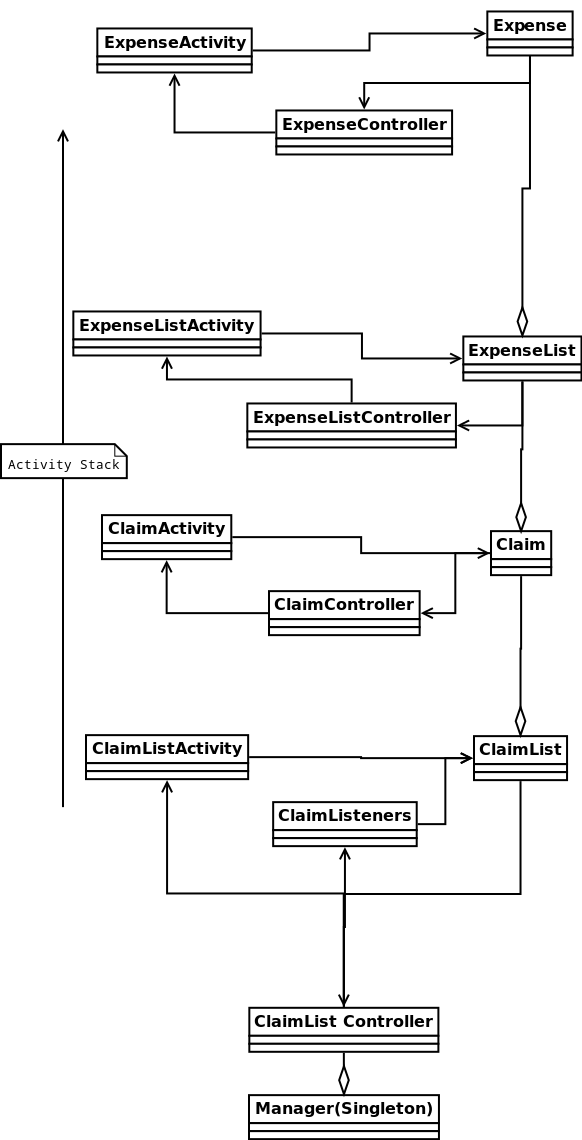 Expense
ExpenseActivity
ExpenseController
ExpenseListActivity
ExpenseList
ExpenseListController
Activity Stack
ClaimActivity
Claim
ClaimController
ClaimListActivity
ClaimList
ClaimListeners
ClaimList Controller
Manager(Singleton)